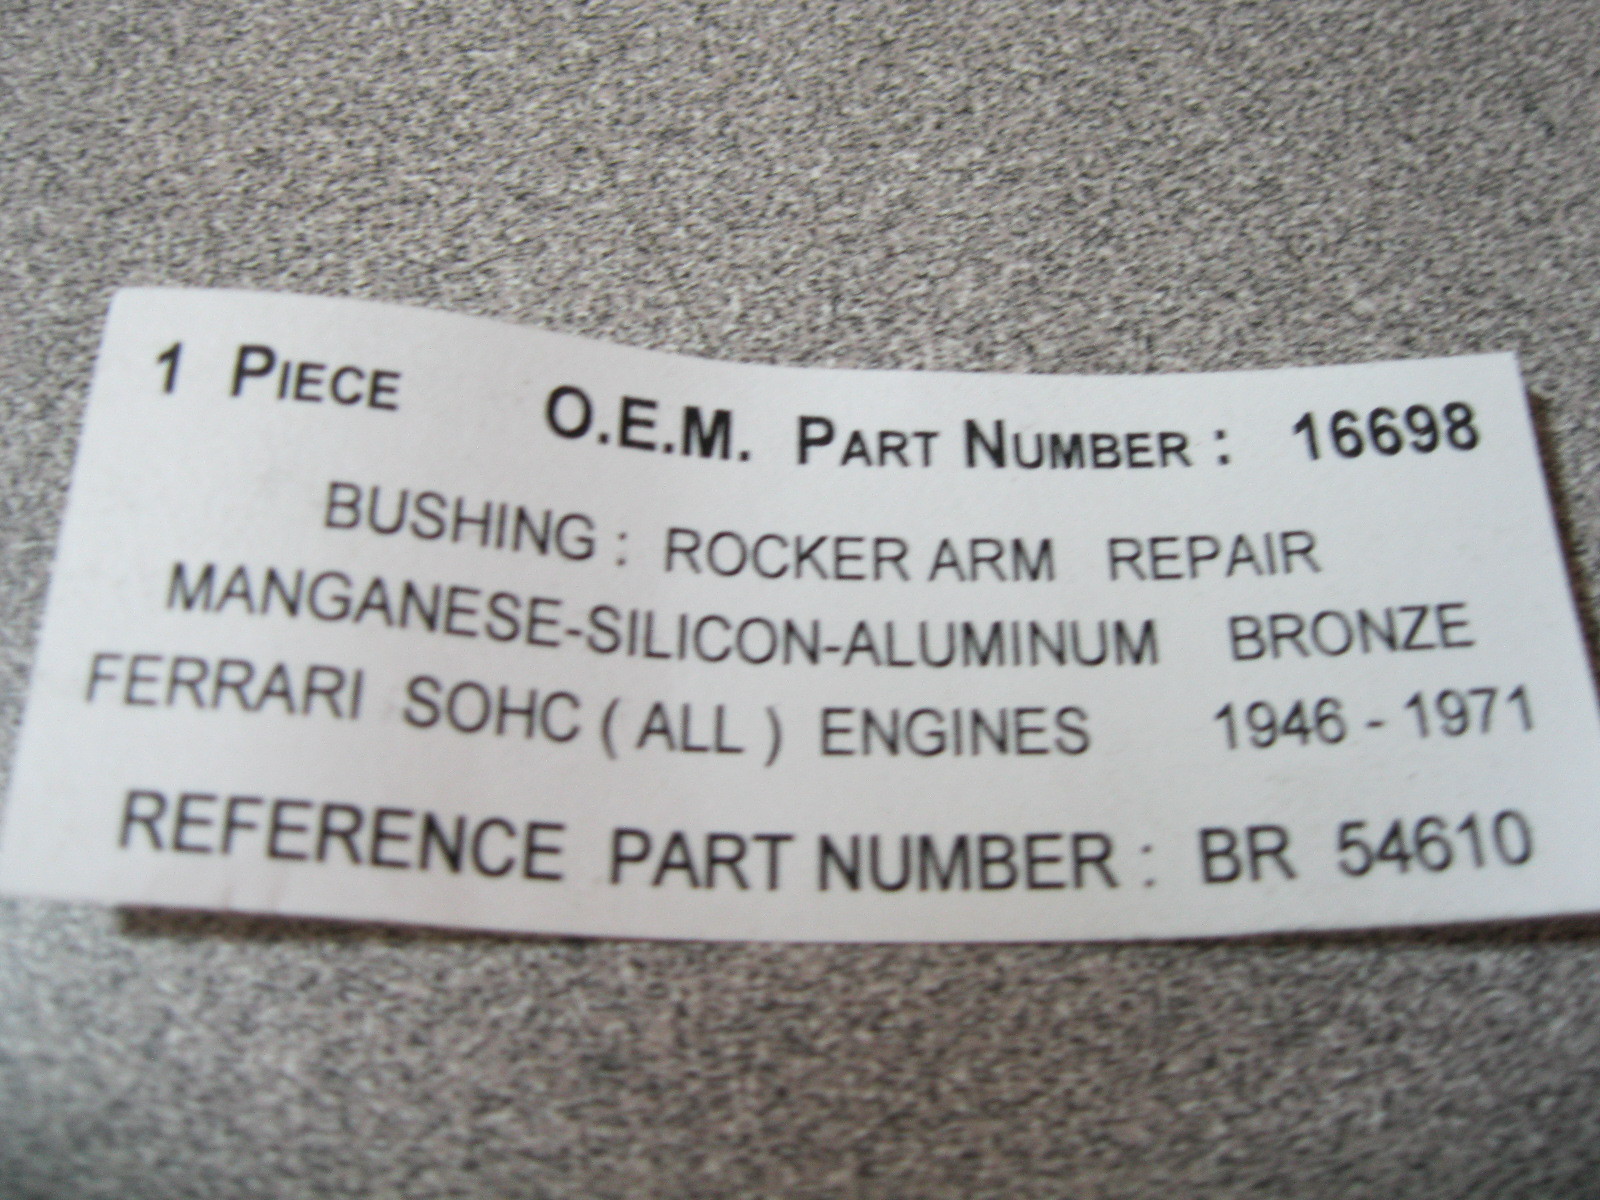 1 PIECE O.E.M. PART NUMBER : 16698
BUSHING : ROCKER ARM REPAIR
MANGANESE-SILICON-ALUMINUM BRONZE
FERRARI SOHC ( ALL ) ENGINES 1946 - 1971
REFERENCE PART NUMBER : BR 54610